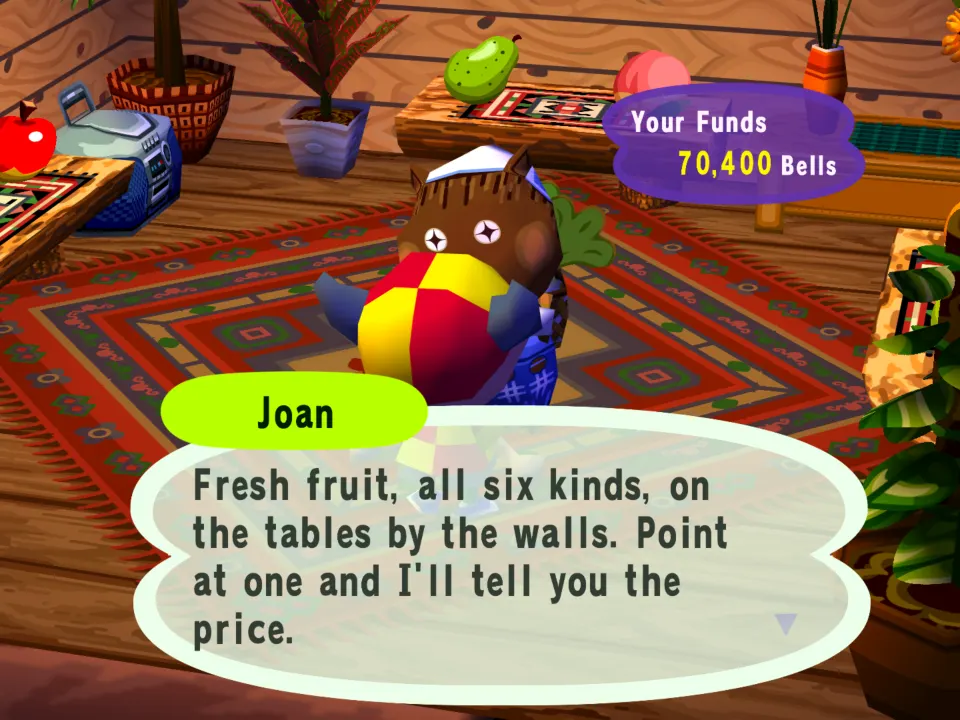 Your Funds
70,400 Bells
Joan
Fresh fruit, all six kinds, on
the tables by the walls. Point
at one and I'll tell you the
price.